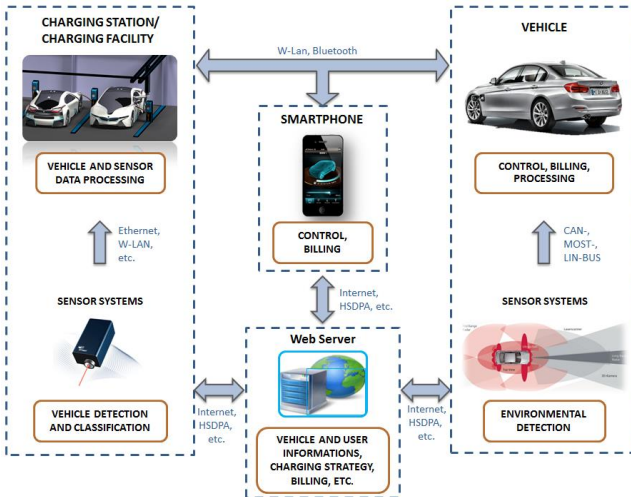 CHARGING STATION/
CHARGING FACILITY
VEHICLE AND SENSOR
DATA PROCESSING
Ethernet,
W-LAN,
etc.
SENSOR SYSTEMS
VEHICLE DETECTION
AND CLASSIFICATION
W-Lan, Bluetooth
SMARTPHONE
CONTROL,
BILLING
Internet,
HSDPA, etc.
Web Server
VEHICLE AND USER
INFORMATIONS,
CHARGING STRATEGY,
BILLING, ETC.
Internet,
HSDPA,
etc.
Internet,
HSDPA,
etc.
VEHICLE
CONTROL, BILLING,
PROCESSING
CAN-,
MOST-,
LIN-BUS
SENSOR SYSTEMS
ENVIRONMENTAL
DETECTION